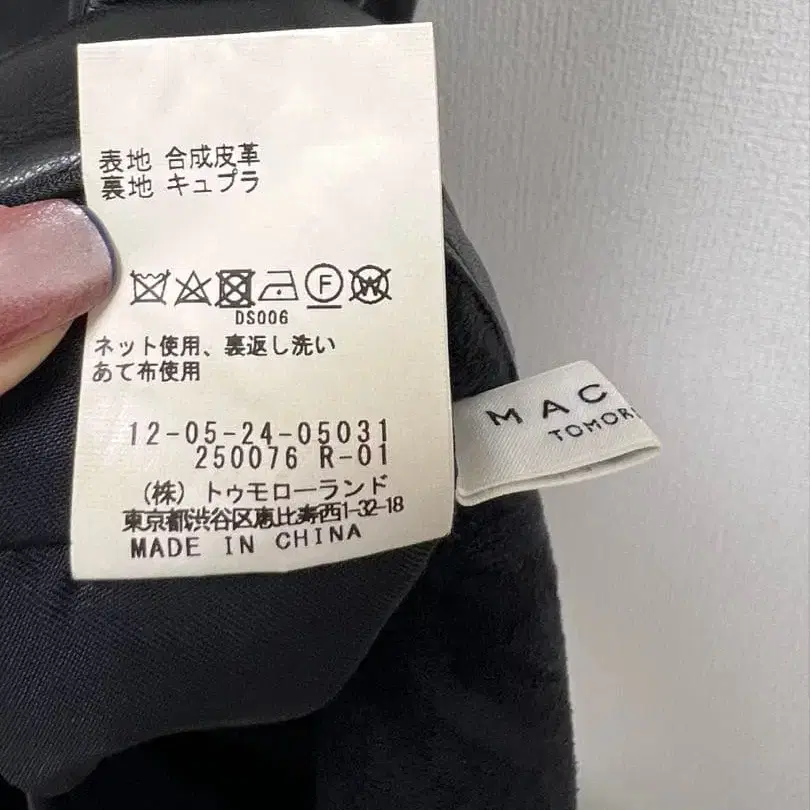 表地 合成皮革
裏地 キュプラ
F
W
DS006
ネット使用、裏返し洗い
あて布使用
12-05-24-05031
250076 R-01
(株) トゥモローランド
東京都渋谷区恵比寿西1-32-18
MADE IN CHINA
MAC
TOMOR